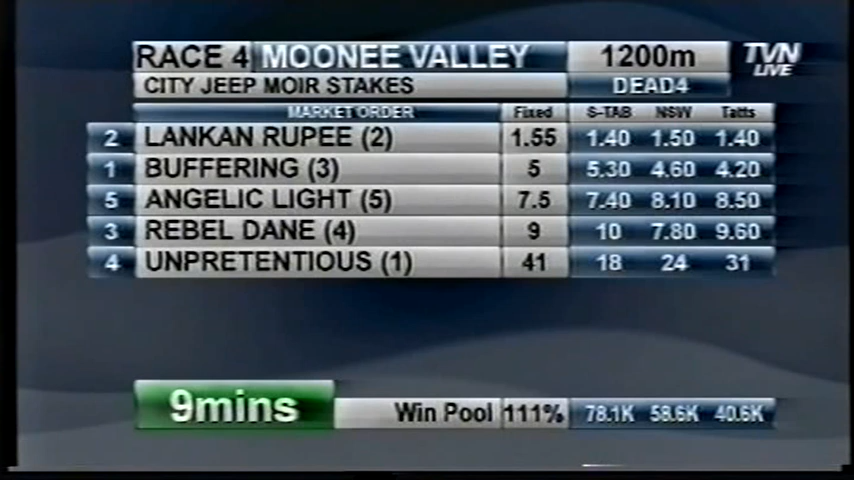 RACE 4 MOONEE VALLEY 1200m TVN LIVE
CITY JEEP MOIR STAKES DEAD4
MARKET ORDER Fixed S-TAB NSW Tatts
2 LANKAN RUPEE (2) 1.55 1.40 1.50 1.40
1 BUFFERING (3) 5 5.30 4.60 4.20
5 ANGELIC LIGHT (5) 7.5 7.40 8.10 8.50
3 REBEL DANE (4) 9 10 7.80 9.60
4 UNPRETENTIOUS (1) 41 18 24 31
9mins Win Pool 111% 78.1K 58.6K 40.6K